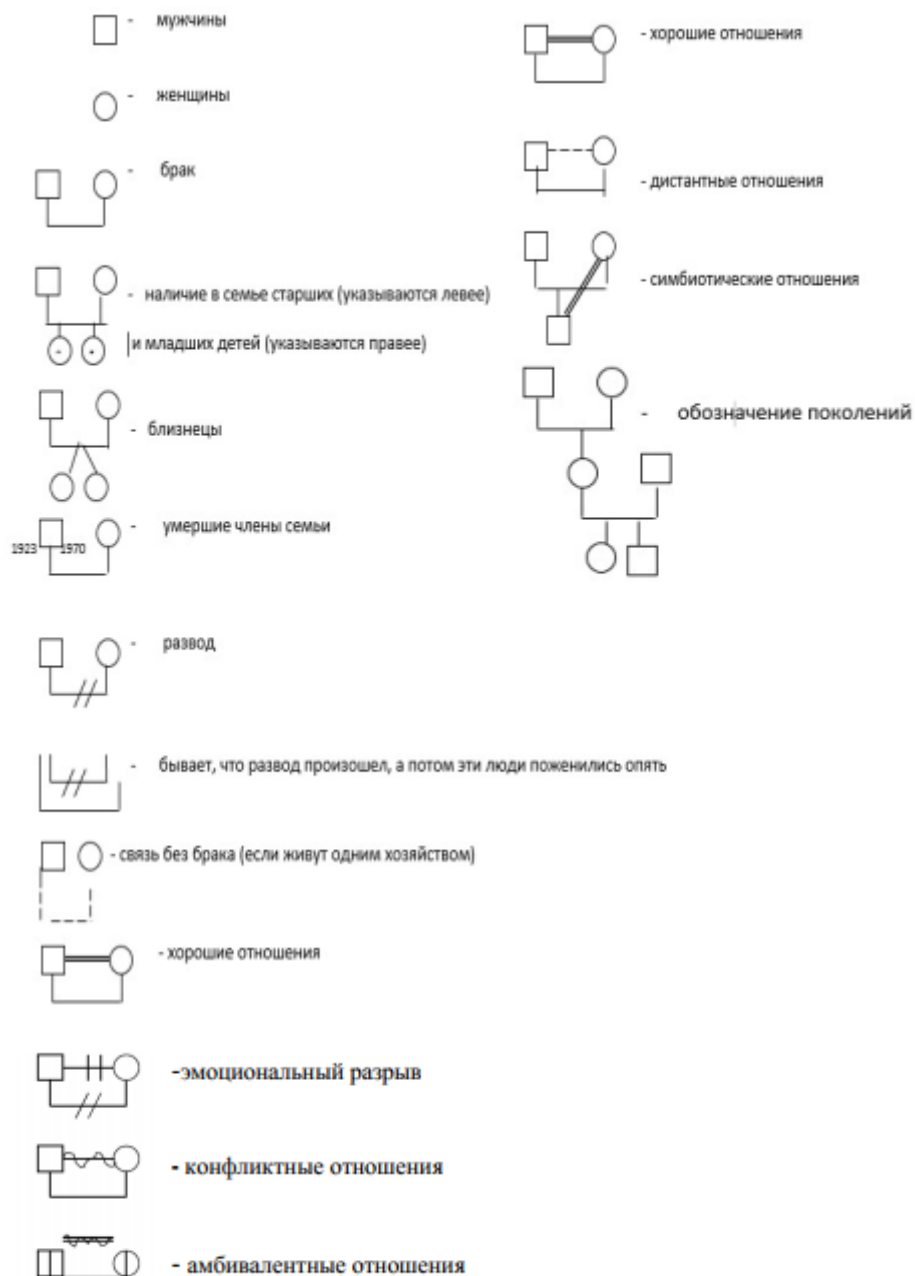 - мужчины
- женщины
- брак
- наличие в семье старших (указываются левее)
и младших детей (указываются правее)
- близнецы
- умершие члены семьи
1923 1970
- развод
- бывает, что развод произошел, а потом эти люди поженились опять
- связь без брака (если живут одним хозяйством)
- хорошие отношения
-эмоциональный разрыв
- конфликтные отношения
- амбивалентные отношения
- хорошие отношения
- дистантные отношения
- симбиотические отношения
- обозначение поколений